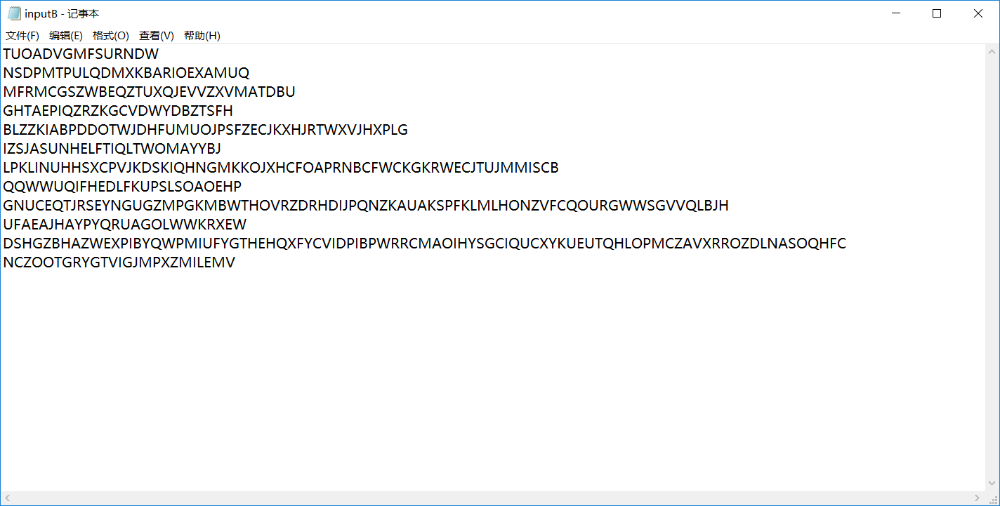 inputB - 记事本
文件(F) 编辑(E) 格式(O) 查看(V) 帮助(H)
TUOADVGMFSURNDW
NSDPMTPULQDMXKBARIOEXAMUQ
MFRMCGSZWBEQZTUXQJEVVZXVMATDBU
GHTAEPIQZRZKGCVDWYDBZTSFH
BLZZKIABPDDOTWJDHFUMUOJPSFZECJKXHJRTWXVJHXPLG
IZSJASUNHELFTIQLTWOMAYYBJ
LPKLINUHHSXCPVJKDSKIQHNGMKKOJXHCFOAPRNBCFWCKGKRWECJTUJMMISCB
QQWWUQIFHEDLFKUPSLSOAOEHP
GNUCEQTJRSEYNGUGZMPGKMBWTHOVRZDRHDIJPQNZKAUAKSPFKLMLHONZVFCQOURGWWSGVVQLBJH
UFAEAJHAYPYQRUAGOLWWKRXEW
DSHGZBHAZWEXPIBYQWPMIUFYGTHEHQXFYCVIDPIBPWRRCMAOIHYSGCIQUCXYKUEUTQHLOPMCZAVXRROZDLNASOQHFC
NCZOOTGRYGTVIGJMPXZMILEMV